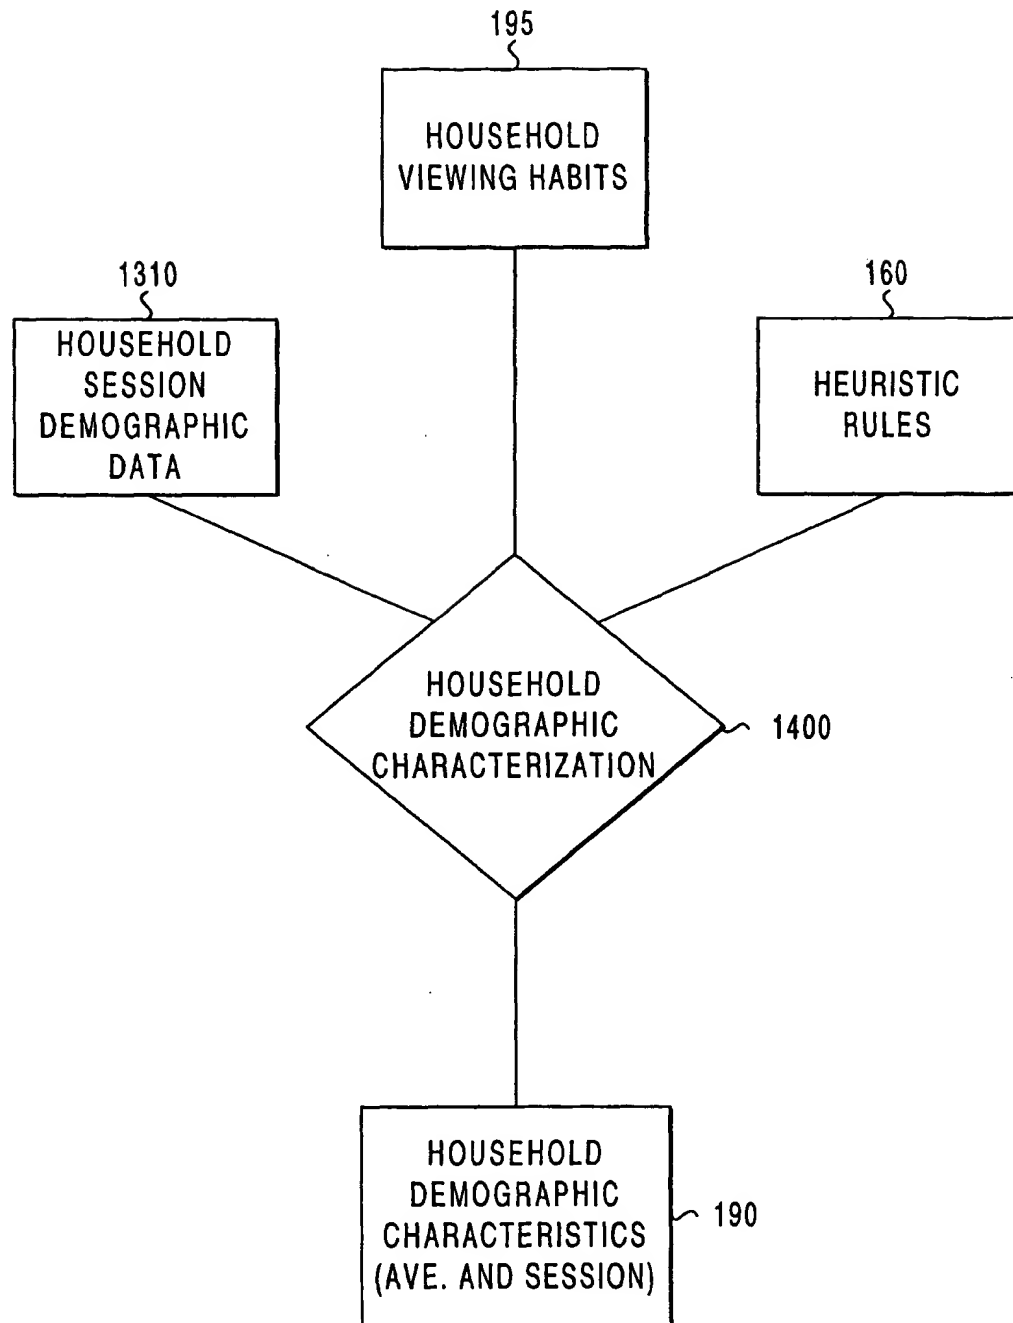 195
HOUSEHOLD
VIEWING HABITS
1310
HOUSEHOLD
SESSION
DEMOGRAPHIC
DATA
160
HEURISTIC
RULES
HOUSEHOLD
DEMOGRAPHIC
CHARACTERIZATION
1400
HOUSEHOLD
DEMOGRAPHIC
CHARACTERISTICS
(AVE. AND SESSION)
190